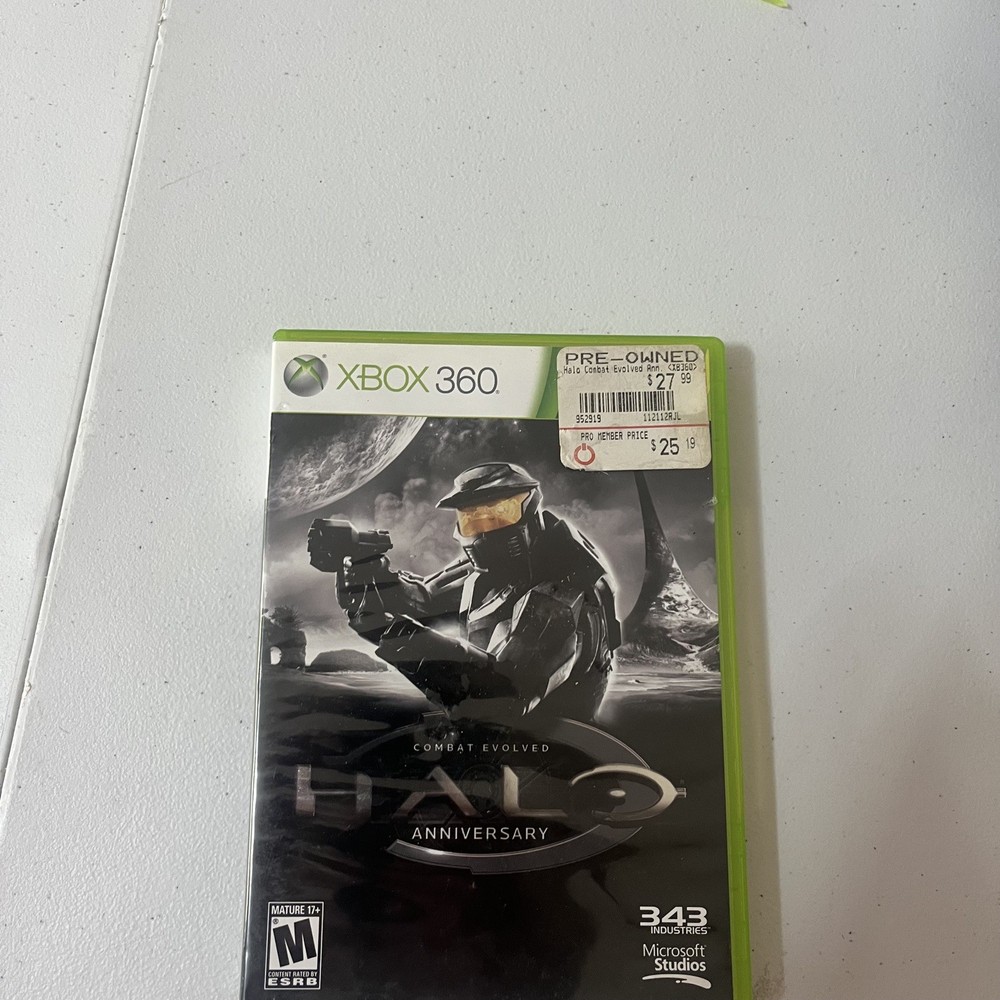 XBOX 360
PRE-OWNED
Halo Combat Evolved Ann. <XB360>
$27 99
952919 112112RJL
PRO MEMBER PRICE
$25 19
COMBAT EVOLVED
HALO
ANNIVERSARY
MATURE 17+
M
CONTENT RATED BY
ESRB
343
INDUSTRIES
Microsoft
Studios